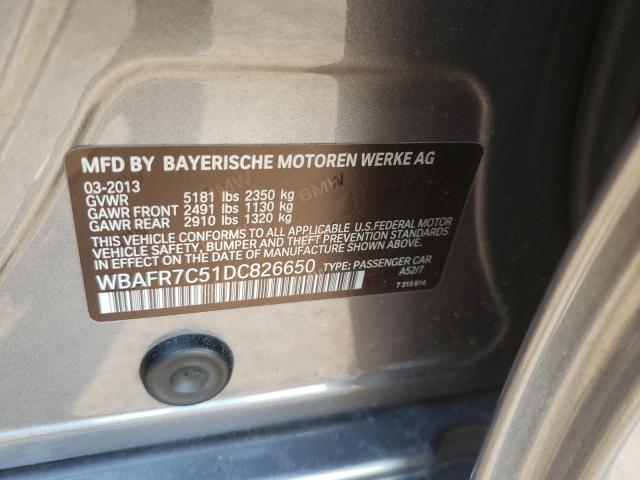 MFD BY BAYERISCHE MOTOREN WERKE AG
03-2013
GVWR 5181 lbs 2350 kg
GAWR FRONT 2491 lbs 1130 kg
GAWR REAR 2910 lbs 1320 kg
THIS VEHICLE CONFORMS TO ALL APPLICABLE U.S.FEDERAL MOTOR
VEHICLE SAFETY, BUMPER AND THEFT PREVENTION STANDARDS
IN EFFECT ON THE DATE OF MANUFACTURE SHOWN ABOVE.
WBAFR7C51DC826650 TYPE: PASSENGER CAR
A52/7
7 315 814
BMW
BMW